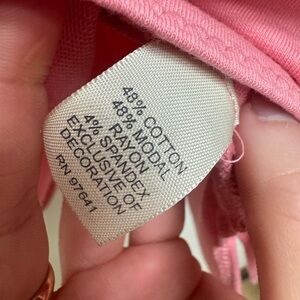 48% COTTON
48% MODAL
RAYON
4% SPANDEX
EXCLUSIVE OF
DECORATION
RN 97641